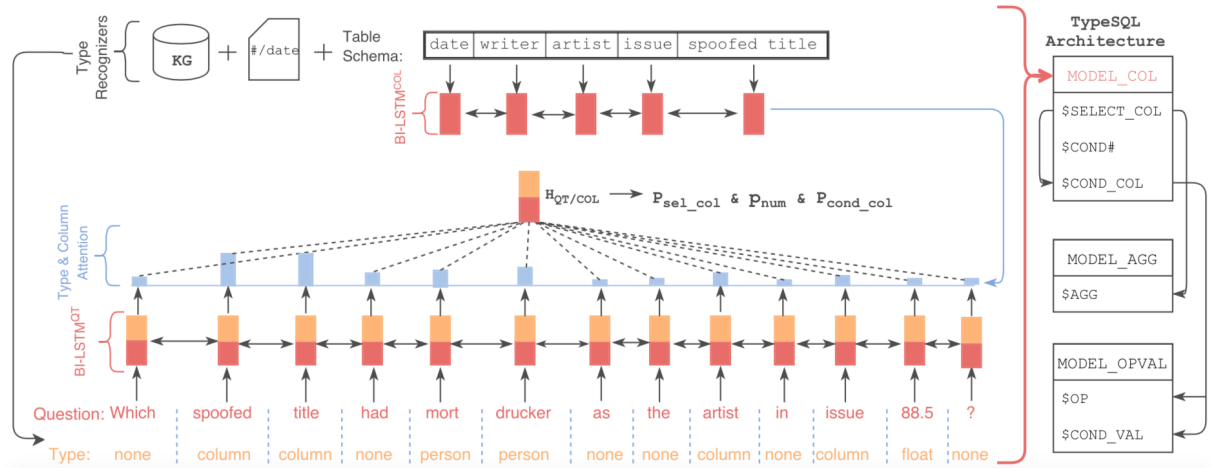 Type Recognizers
KG
+
#/date
+
Table Schema:
date writer artist issue spoofed title
BI-LSTM^COL
H_QT/COL → P_sel_col & p_num & P_cond_col
Type & Column Attention
BI-LSTM^QT
Question: Which spoofed title had mort drucker as the artist in issue 88.5 ?
Type: none column column none person person none none column none column float none
TypeSQL
Architecture
MODEL_COL
$SELECT_COL
$COND#
$COND_COL
MODEL_AGG
$AGG
MODEL_OPVAL
$OP
$COND_VAL